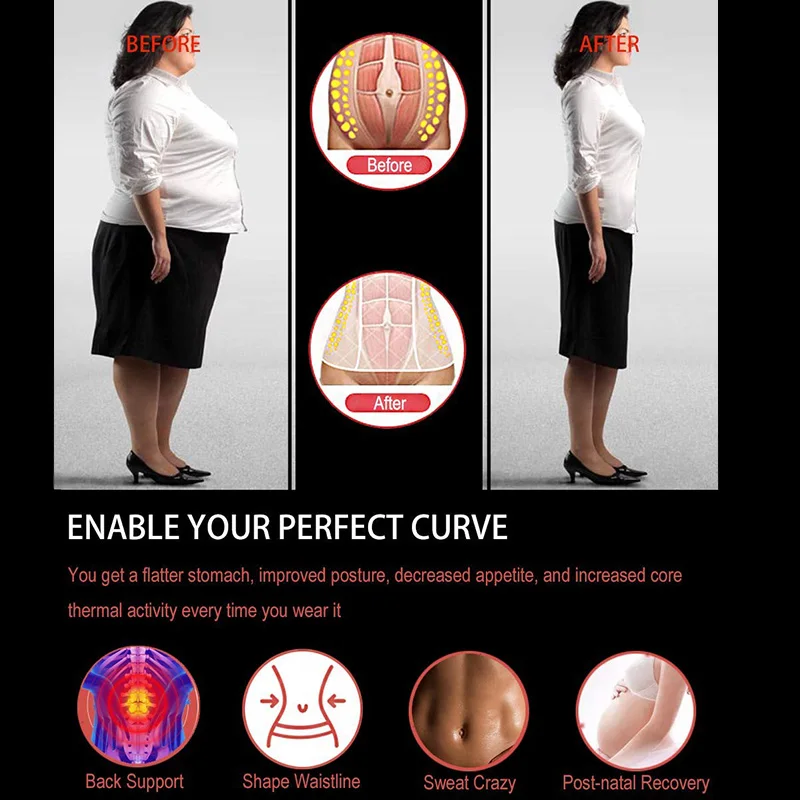 BEFORE
AFTER
Before
After
ENABLE YOUR PERFECT CURVE
You get a flatter stomach, improved posture, decreased appetite, and increased core
thermal activity every time you wear it
Back Support
Shape Waistline
Sweat Crazy
Post-natal Recovery